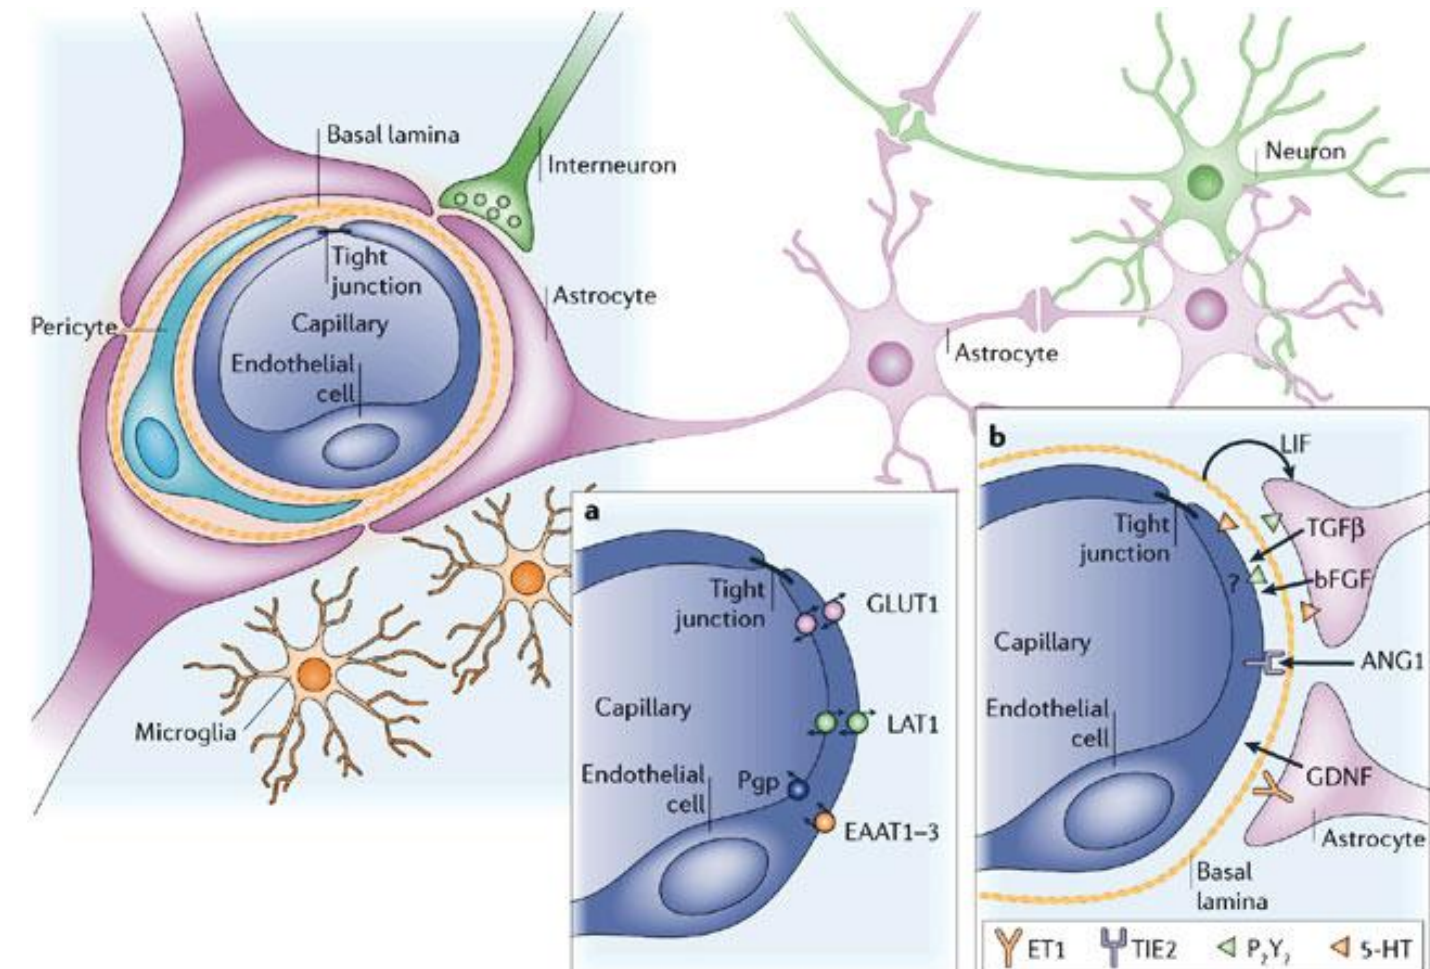 Basal lamina
Interneuron
Tight
junction
Astrocyte
Pericyte
Capillary
Endothelial
cell
Microglia
Neuron
Astrocyte
a
Tight
junction
GLUT1
Capillary
LAT1
Endothelial
cell
Pgp
EAAT1–3
b
LIF
Tight
junction
TGFβ
?
bFGF
Capillary
ANG1
Endothelial
cell
GDNF
Astrocyte
Basal
lamina
ET1
TIE2
P₂Y₂
5-HT